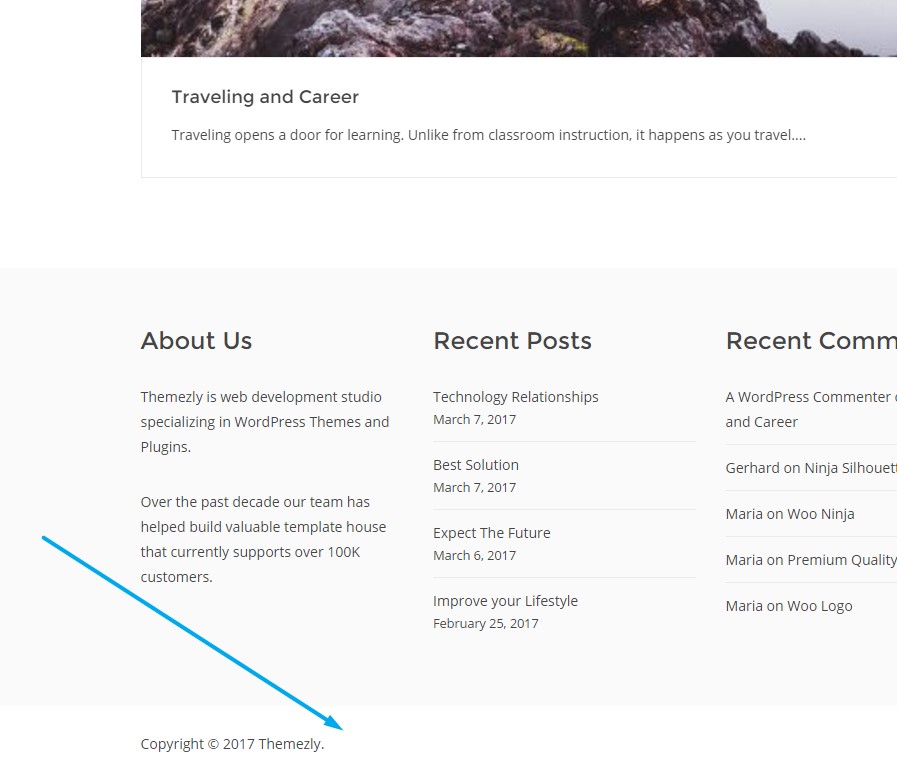 Traveling and Career
Traveling opens a door for learning. Unlike from classroom instruction, it happens as you travel....
About Us
Themezly is web development studio
specializing in WordPress Themes and
Plugins.
Over the past decade our team has
helped build valuable template house
that currently supports over 100K
customers.
Recent Posts
Technology Relationships
March 7, 2017
Best Solution
March 7, 2017
Expect The Future
March 6, 2017
Improve your Lifestyle
February 25, 2017
Recent Comm
A WordPress Commenter
and Career
Gerhard on Ninja Silhouet
Maria on Woo Ninja
Maria on Premium Quality
Maria on Woo Logo
Copyright © 2017 Themezly.